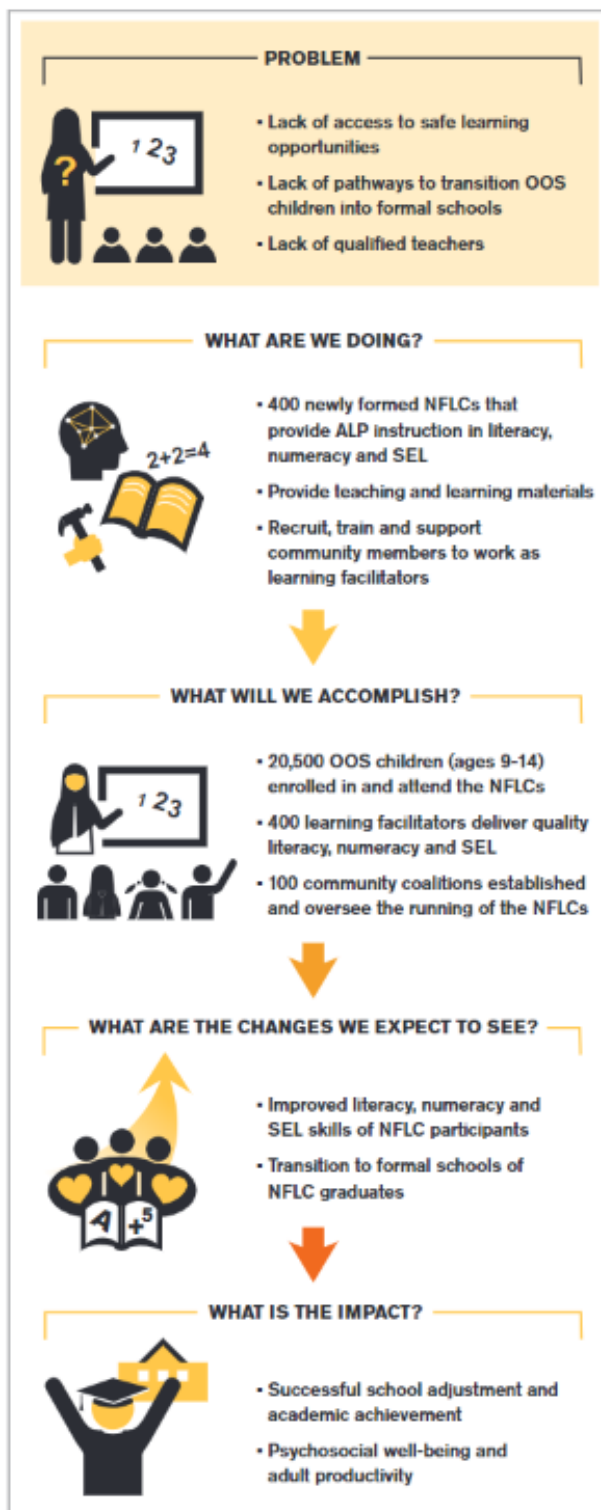 PROBLEM
1 2 3
?
• Lack of access to safe learning
opportunities
• Lack of pathways to transition OOS
children into formal schools
• Lack of qualified teachers
WHAT ARE WE DOING?
2+2=4
• 400 newly formed NFLCs that
provide ALP instruction in literacy,
numeracy and SEL
• Provide teaching and learning materials
• Recruit, train and support
community members to work as
learning facilitators
WHAT WILL WE ACCOMPLISH?
1 2 3
• 20,500 OOS children (ages 9-14)
enrolled in and attend the NFLCs
• 400 learning facilitators deliver quality
literacy, numeracy and SEL
• 100 community coalitions established
and oversee the running of the NFLCs
WHAT ARE THE CHANGES WE EXPECT TO SEE?
• Improved literacy, numeracy and
SEL skills of NFLC participants
• Transition to formal schools of
NFLC graduates
A +5
WHAT IS THE IMPACT?
• Successful school adjustment and
academic achievement
• Psychosocial well-being and
adult productivity